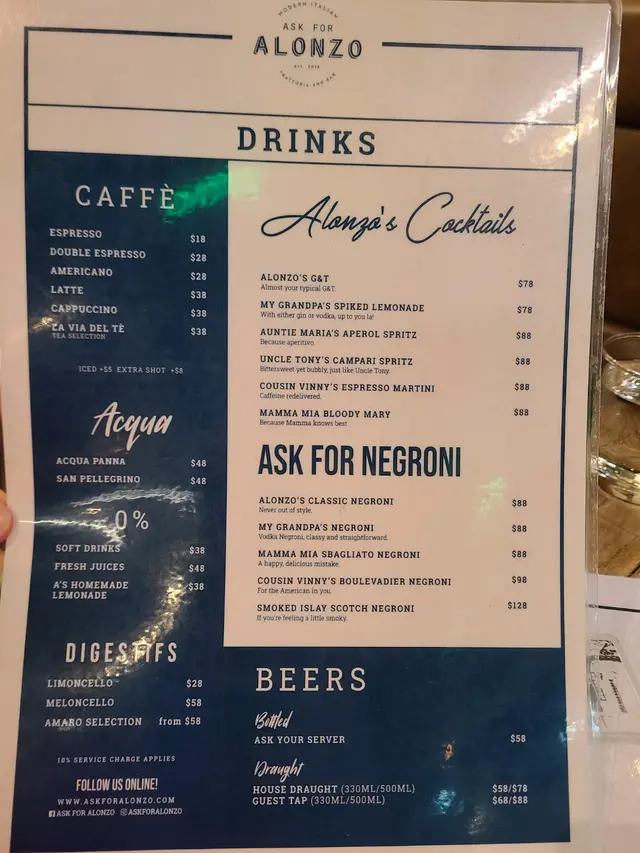 MODERN ITALIAN
ASK FOR
ALONZO
est. 2018
TRATTORIA AND BAR
DRINKS
CAFFÈ
ESPRESSO $18
DOUBLE ESPRESSO $28
AMERICANO $28
LATTE $38
CAPPUCCINO $38
LA VIA DEL TÈ $38
TEA SELECTION
ICED +$5 EXTRA SHOT +$8
Acqua
ACQUA PANNA $48
SAN PELLEGRINO $48
0%
SOFT DRINKS $38
FRESH JUICES $48
A'S HOMEMADE $38
LEMONADE
DIGESTIFS
LIMONCELLO $28
MELONCELLO $58
AMARO SELECTION from $58
10% SERVICE CHARGE APPLIES
FOLLOW US ONLINE!
WWW.ASKFORALONZO.COM
ASK FOR ALONZO @ASKFORALONZO
Alonzo's Cocktails
ALONZO'S G&T $78
Almost your typical G&T.
MY GRANDPA'S SPIKED LEMONADE $78
With either gin or vodka, up to you la!
AUNTIE MARIA'S APEROL SPRITZ $88
Because aperitivo.
UNCLE TONY'S CAMPARI SPRITZ $88
Bittersweet yet bubbly, just like Uncle Tony.
COUSIN VINNY'S ESPRESSO MARTINI $88
Caffeine redelivered.
MAMMA MIA BLOODY MARY $88
Because Mamma knows best
ASK FOR NEGRONI
ALONZO'S CLASSIC NEGRONI $88
Never out of style.
MY GRANDPA'S NEGRONI $88
Vodka Negroni, classy and straightforward.
MAMMA MIA SBAGLIATO NEGRONI $88
A happy, delicious mistake.
COUSIN VINNY'S BOULEVADIER NEGRONI $98
For the American in you.
SMOKED ISLAY SCOTCH NEGRONI $128
If you're feeling a little smoky.
BEERS
Bottled
ASK YOUR SERVER $58
Draught
HOUSE DRAUGHT (330ML/500ML) $58/$78
GUEST TAP (330ML/500ML) $68/$88